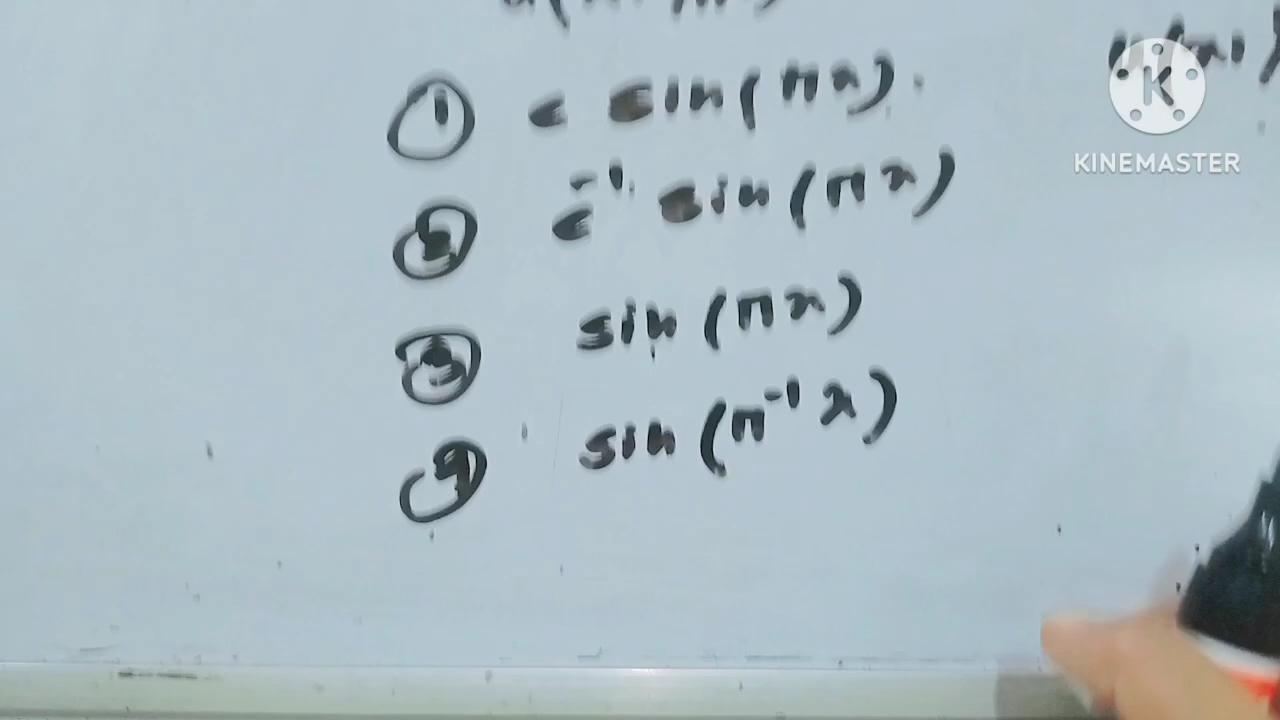 ① e sin(πx).
② e⁻¹ sin(πx)
③ sin(πx)
④ sin(π⁻¹x)
K
KINEMASTER